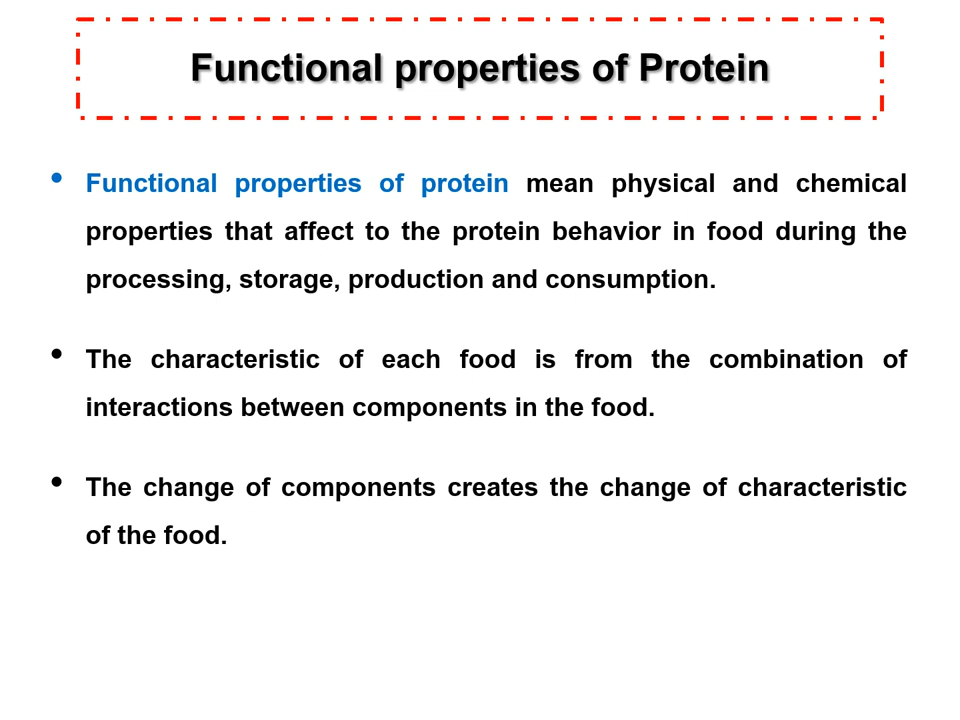 Functional properties of Protein
• Functional properties of protein mean physical and chemical
properties that affect to the protein behavior in food during the
processing, storage, production and consumption.
• The characteristic of each food is from the combination of
interactions between components in the food.
• The change of components creates the change of characteristic
of the food.